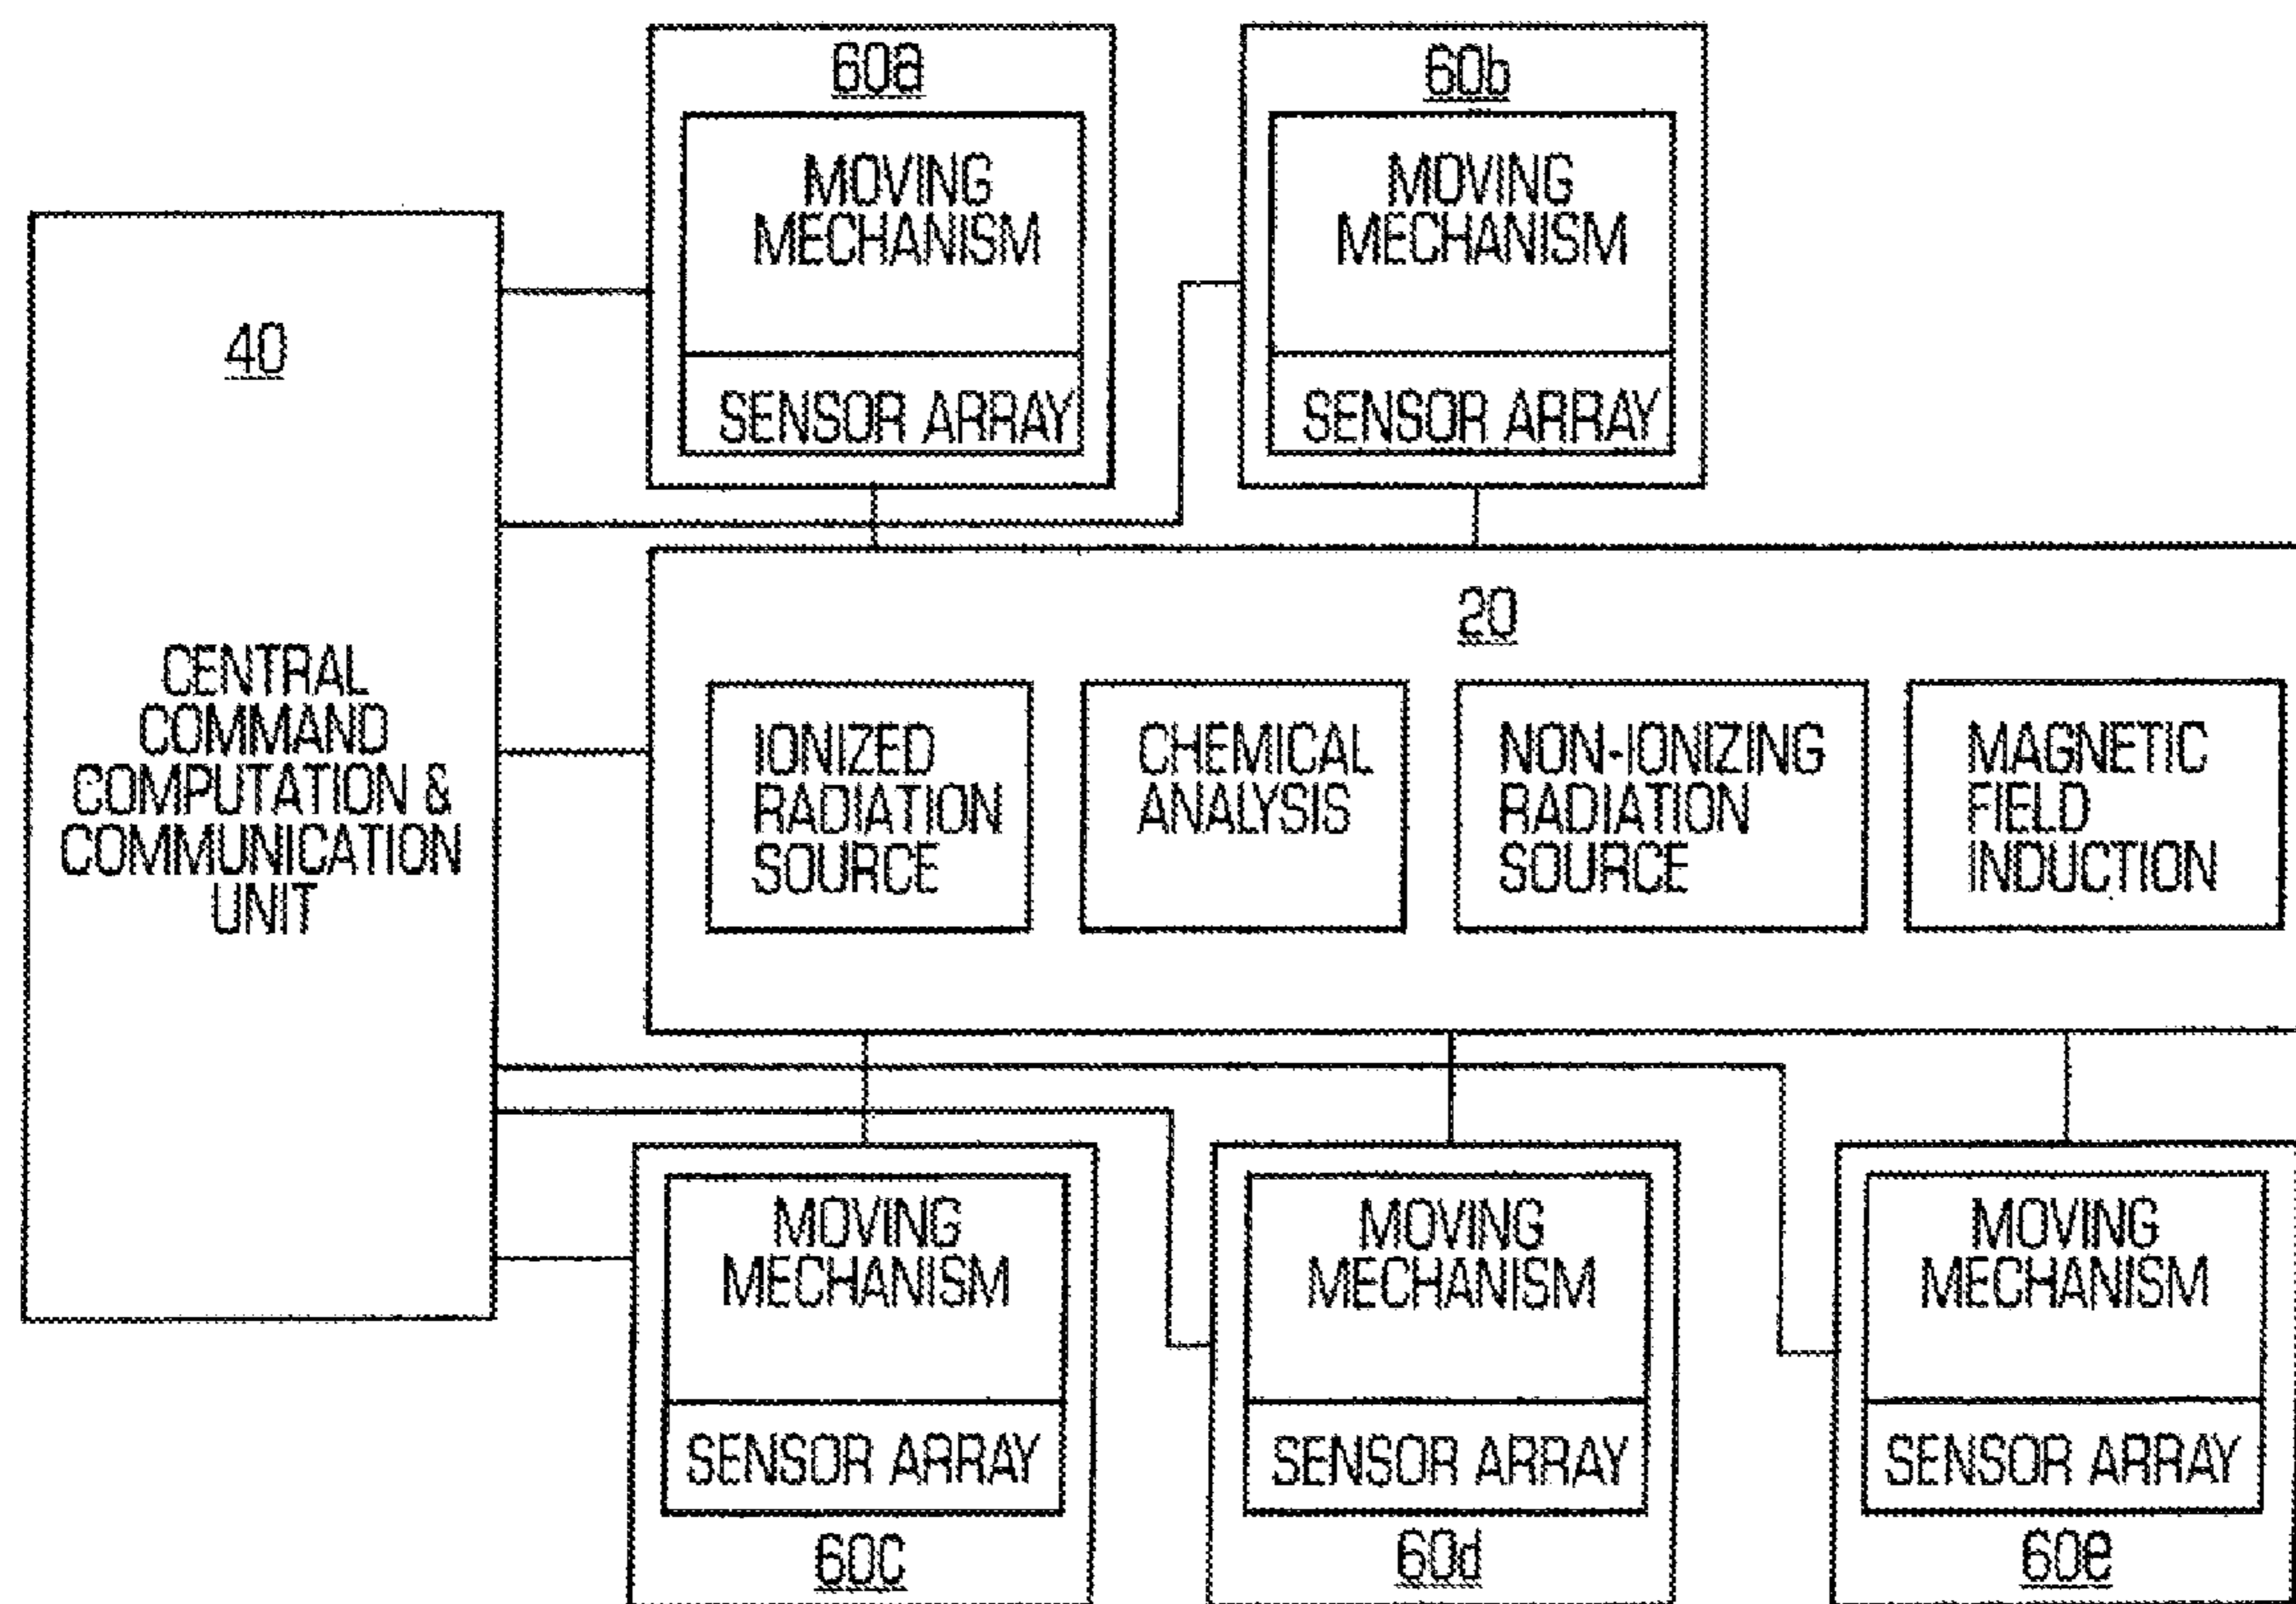 60a
MOVING
MECHANISM
SENSOR ARRAY
60b
MOVING
MECHANISM
SENSOR ARRAY
40
CENTRAL
COMMAND
COMPUTATION &
COMMUNICATION
UNIT
20
IONIZED
RADIATION
SOURCE
CHEMICAL
ANALYSIS
NON-IONIZING
RADIATION
SOURCE
MAGNETIC
FIELD
INDUCTION
MOVING
MECHANISM
SENSOR ARRAY
60c
MOVING
MECHANISM
SENSOR ARRAY
60d
MOVING
MECHANISM
SENSOR ARRAY
60e